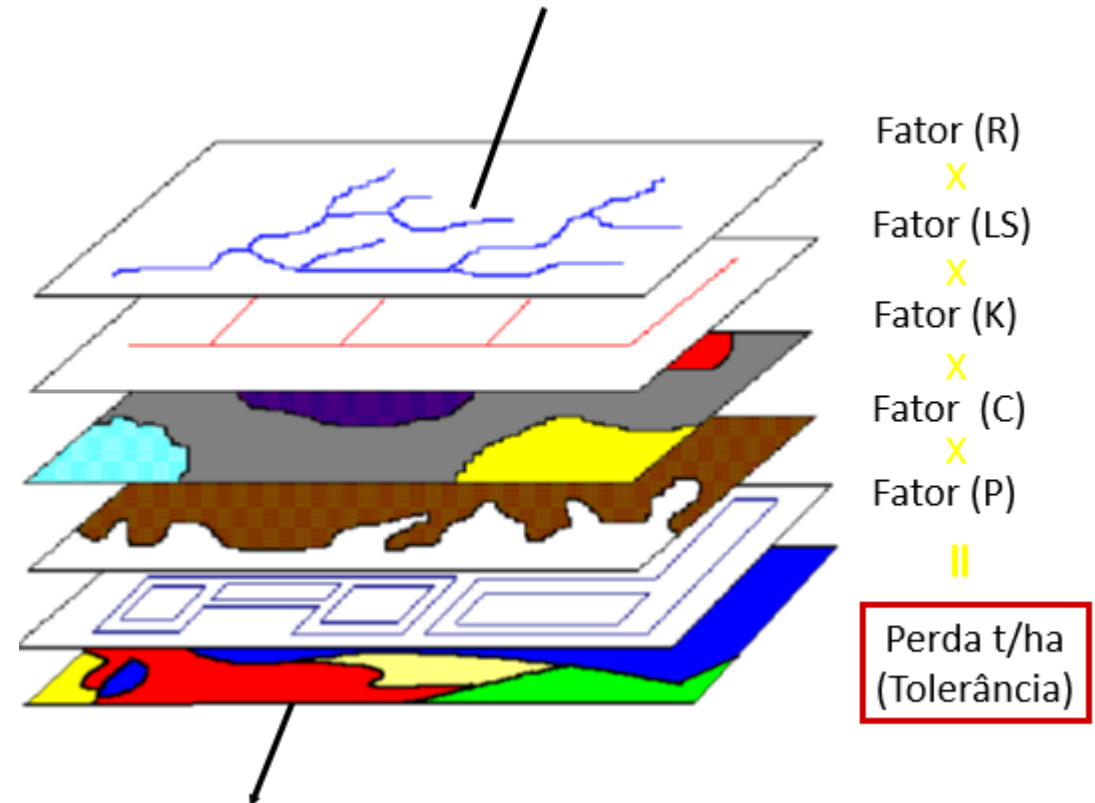 Fator (R)
X
Fator (LS)
X
Fator (K)
X
Fator (C)
X
Fator (P)
=
Perda t/ha
(Tolerância)